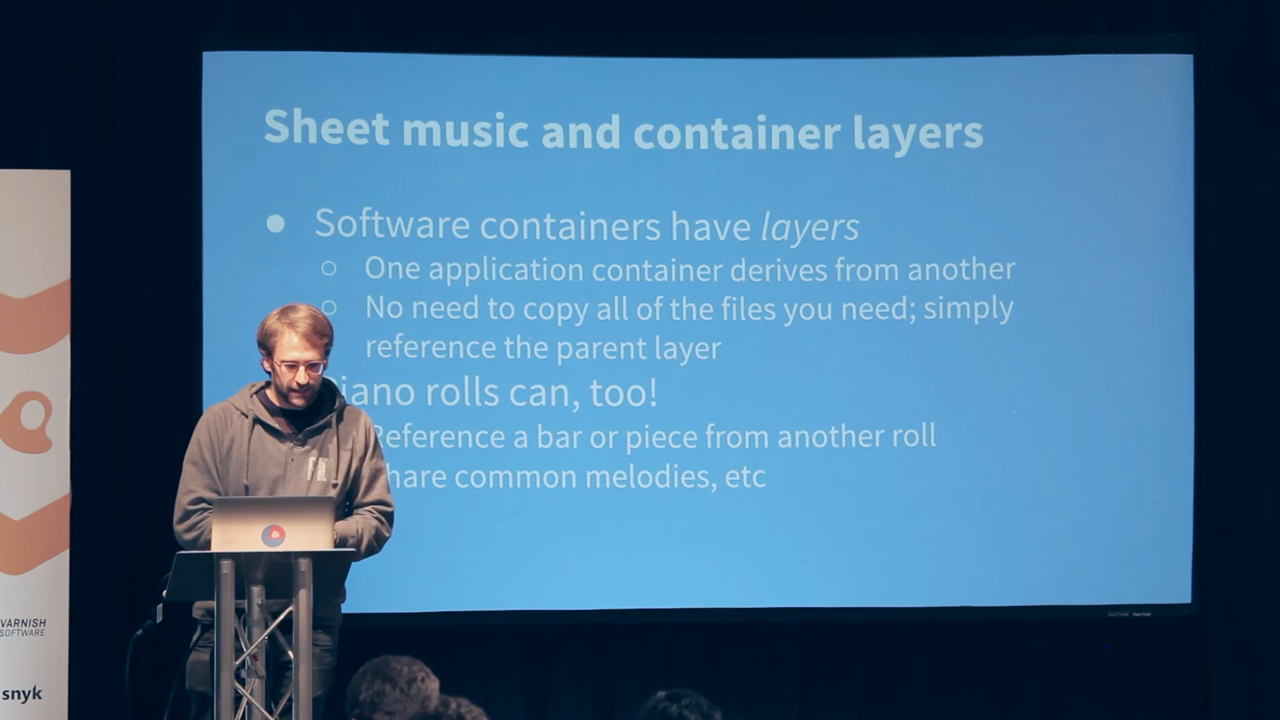 Sheet music and container layers
● Software containers have layers
○ One application container derives from another
○ No need to copy all of the files you need; simply
reference the parent layer
iano rolls can, too!
eference a bar or piece from another roll
hare common melodies, etc
VARNISH
SOFTWARE
snyk